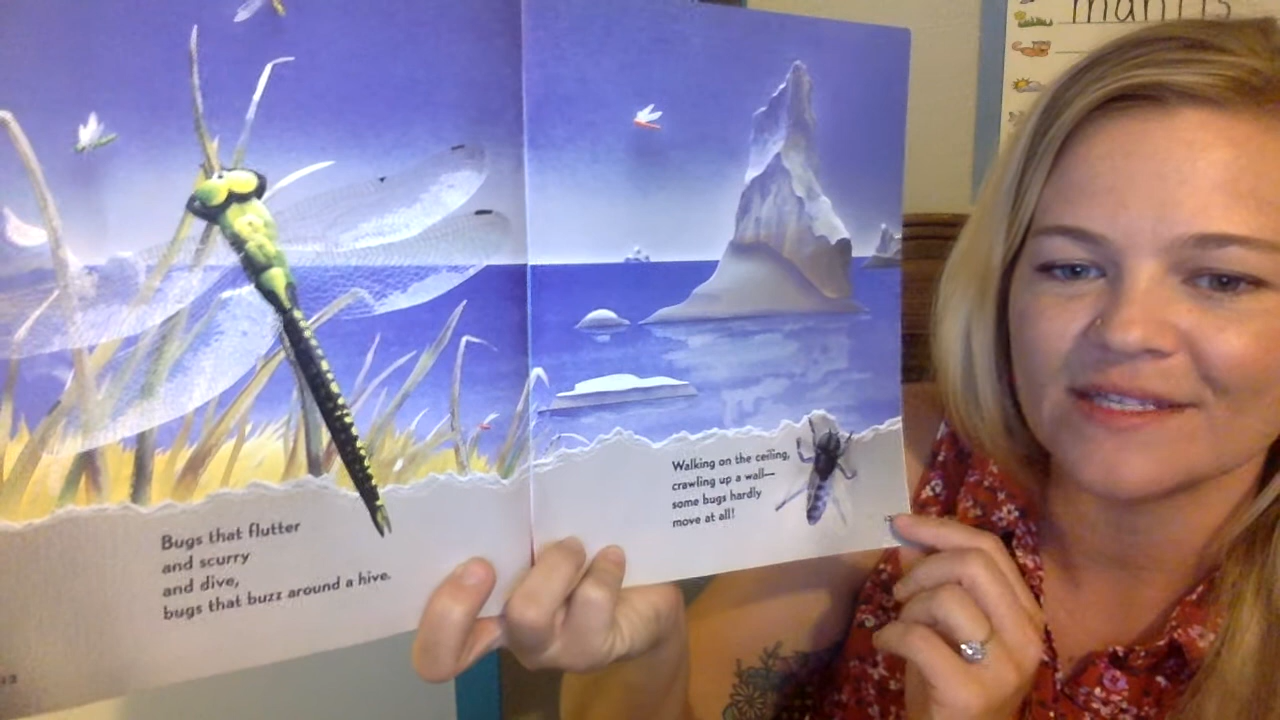 mantis
Bugs that flutter
and scurry
and dive,
bugs that buzz around a hive.
Walking on the ceiling,
crawling up a wall—
some bugs hardly
move at all!